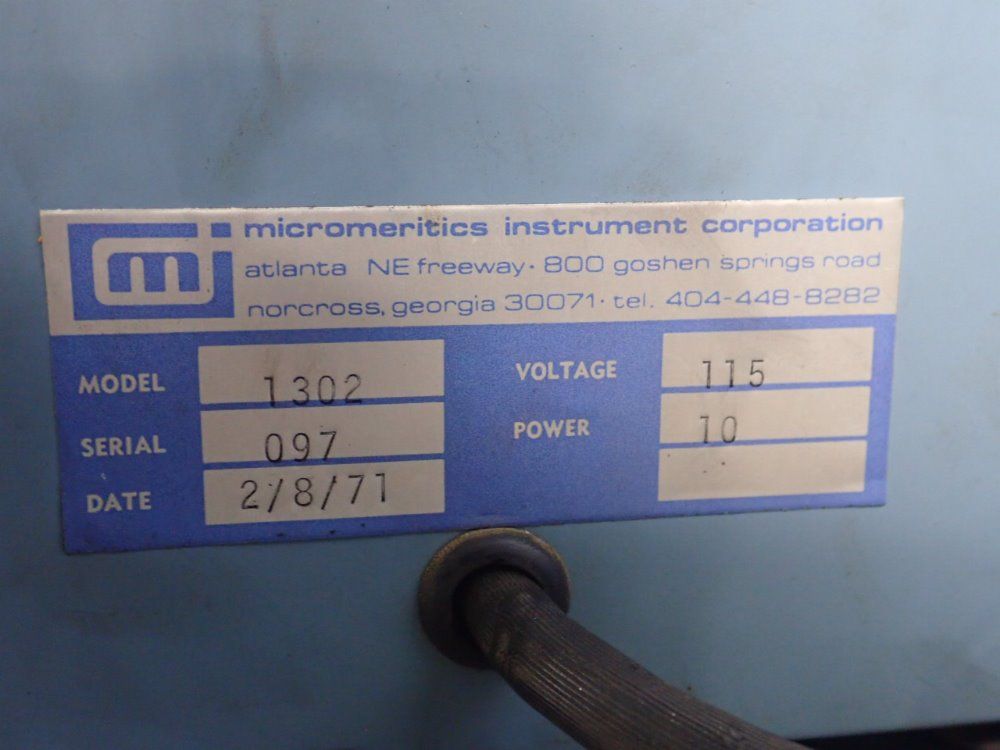 mi
micromeritics instrument corporation
atlanta NE freeway · 800 goshen springs road
norcross, georgia 30071 · tel. 404-448-8282
MODEL 1302
SERIAL 097
DATE 2/8/71
VOLTAGE 115
POWER 10